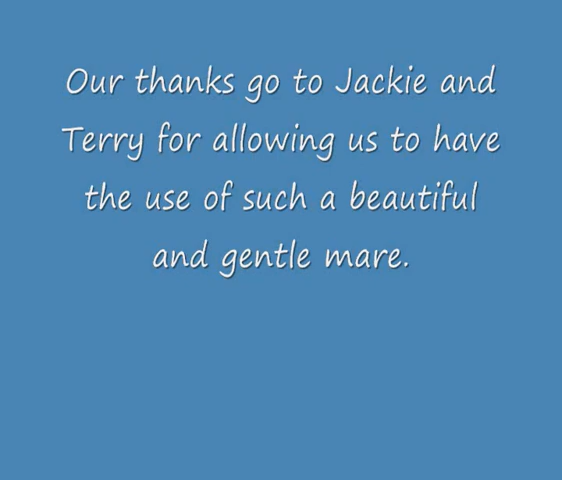 Our thanks go to Jackie and
Terry for allowing us to have
the use of such a beautiful
and gentle mare.